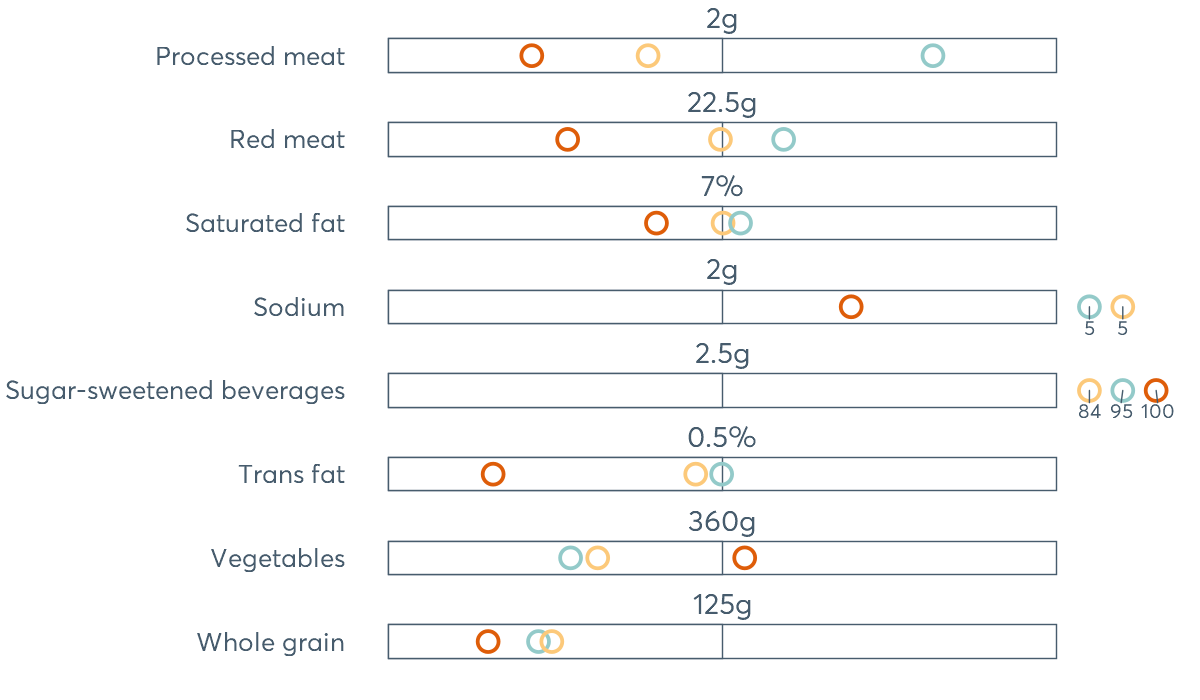 2g
Processed meat
22.5g
Red meat
7%
Saturated fat
2g
Sodium
5 5
2.5g
Sugar-sweetened beverages
84 95 100
0.5%
Trans fat
360g
Vegetables
125g
Whole grain